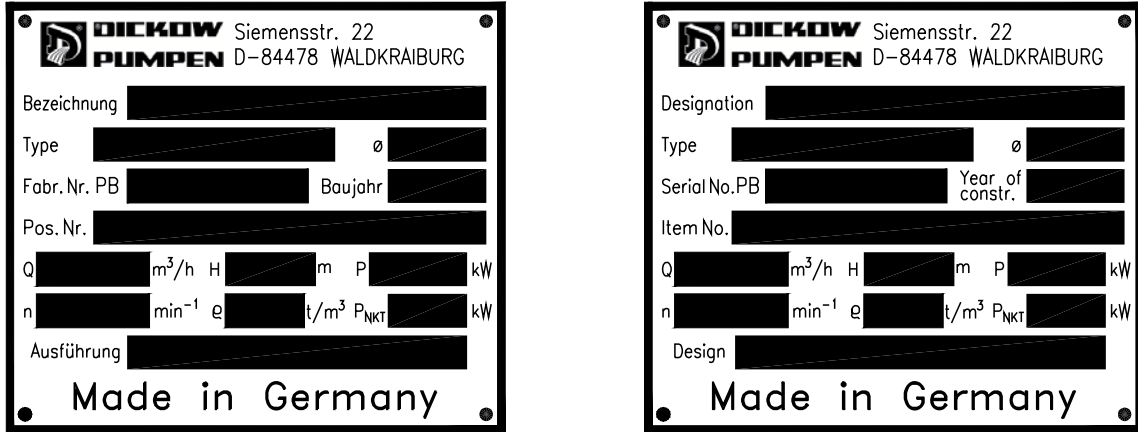 DICKOW Siemensstr. 22
PUMPEN D-84478 WALDKRAIBURG
Bezeichnung
Type ø
Fabr. Nr. PB Baujahr
Pos. Nr.
Q m³/h H m P kW
n min⁻¹ ϱ t/m³ PNKT kW
Ausführung
Made in Germany
DICKOW Siemensstr. 22
PUMPEN D-84478 WALDKRAIBURG
Designation
Type ø
Serial No. PB Year of
constr.
Item No.
Q m³/h H m P kW
n min⁻¹ ϱ t/m³ PNKT kW
Design
Made in Germany